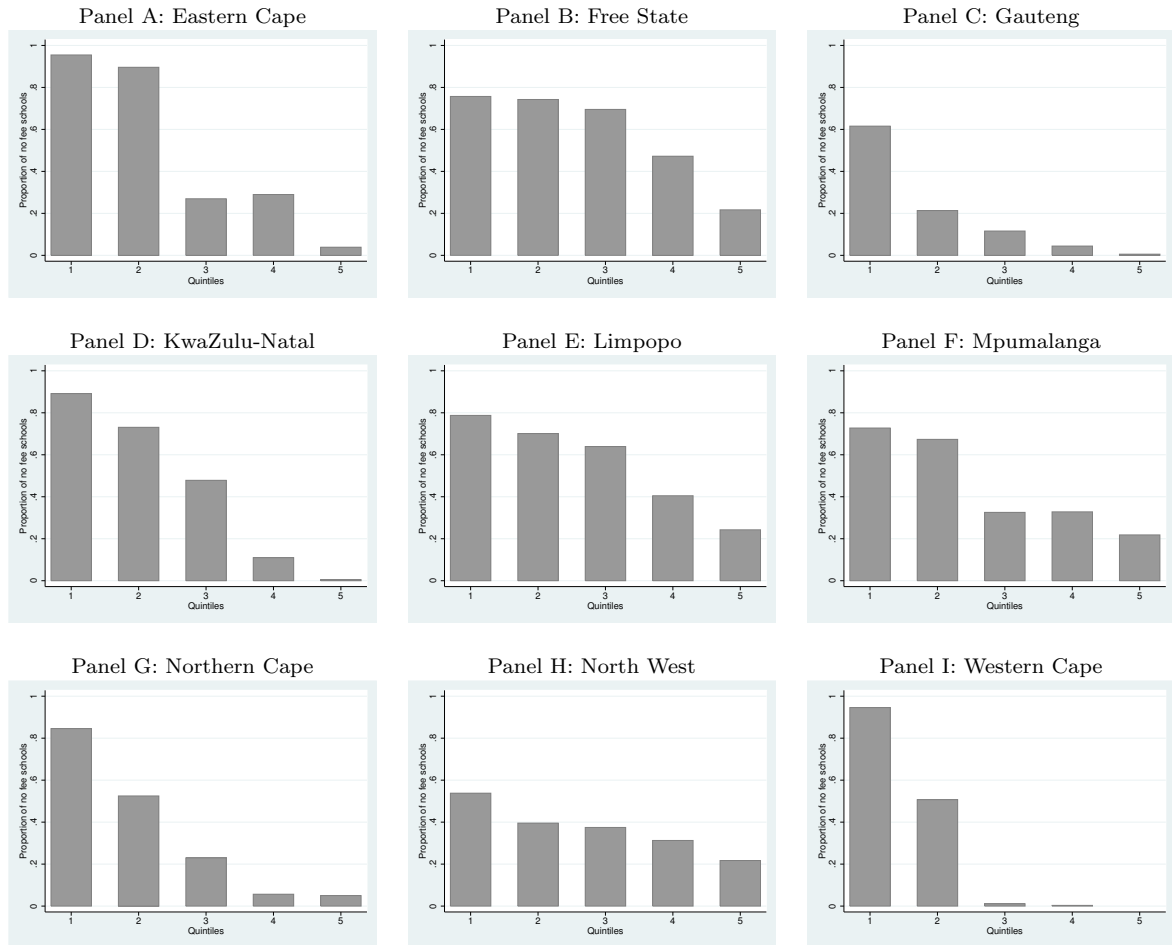 Panel A: Eastern Cape
Proportion of no fee schools
0 .2 .4 .6 .8 1
1 2 3 4 5
Quintiles
Panel B: Free State
Proportion of no fee schools
0 .2 .4 .6 .8 1
1 2 3 4 5
Quintiles
Panel C: Gauteng
Proportion of no fee schools
0 .2 .4 .6 .8 1
1 2 3 4 5
Quintiles
Panel D: KwaZulu-Natal
Proportion of no fee schools
0 .2 .4 .6 .8 1
1 2 3 4 5
Quintiles
Panel E: Limpopo
Proportion of no fee schools
0 .2 .4 .6 .8 1
1 2 3 4 5
Quintiles
Panel F: Mpumalanga
Proportion of no fee schools
0 .2 .4 .6 .8 1
1 2 3 4 5
Quintiles
Panel G: Northern Cape
Proportion of no fee schools
0 .2 .4 .6 .8 1
1 2 3 4 5
Quintiles
Panel H: North West
Proportion of no fee schools
0 .2 .4 .6 .8 1
1 2 3 4 5
Quintiles
Panel I: Western Cape
Proportion of no fee schools
0 .2 .4 .6 .8 1
1 2 3 4 5
Quintiles